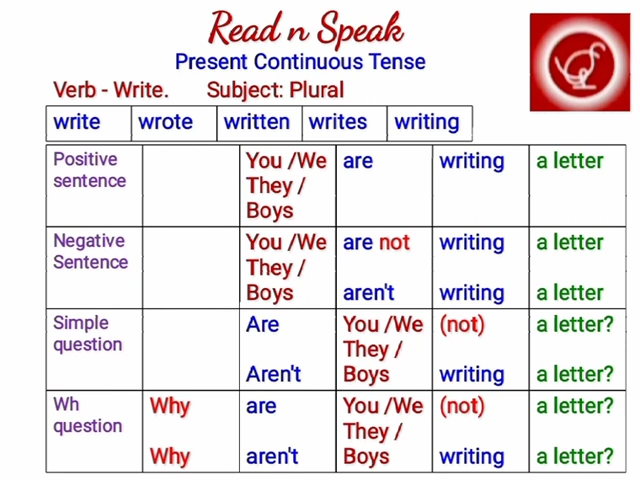 Read n Speak
Present Continuous Tense
Verb - Write. Subject: Plural
write wrote written writes writing
Positive sentence You /We They / Boys are writing a letter
Negative Sentence You /We They / Boys are not writing a letter
aren't writing a letter
Simple question Are You /We They / Boys (not) a letter?
Aren't writing a letter?
Wh question Why are You /We They / Boys (not) a letter?
Why aren't writing a letter?